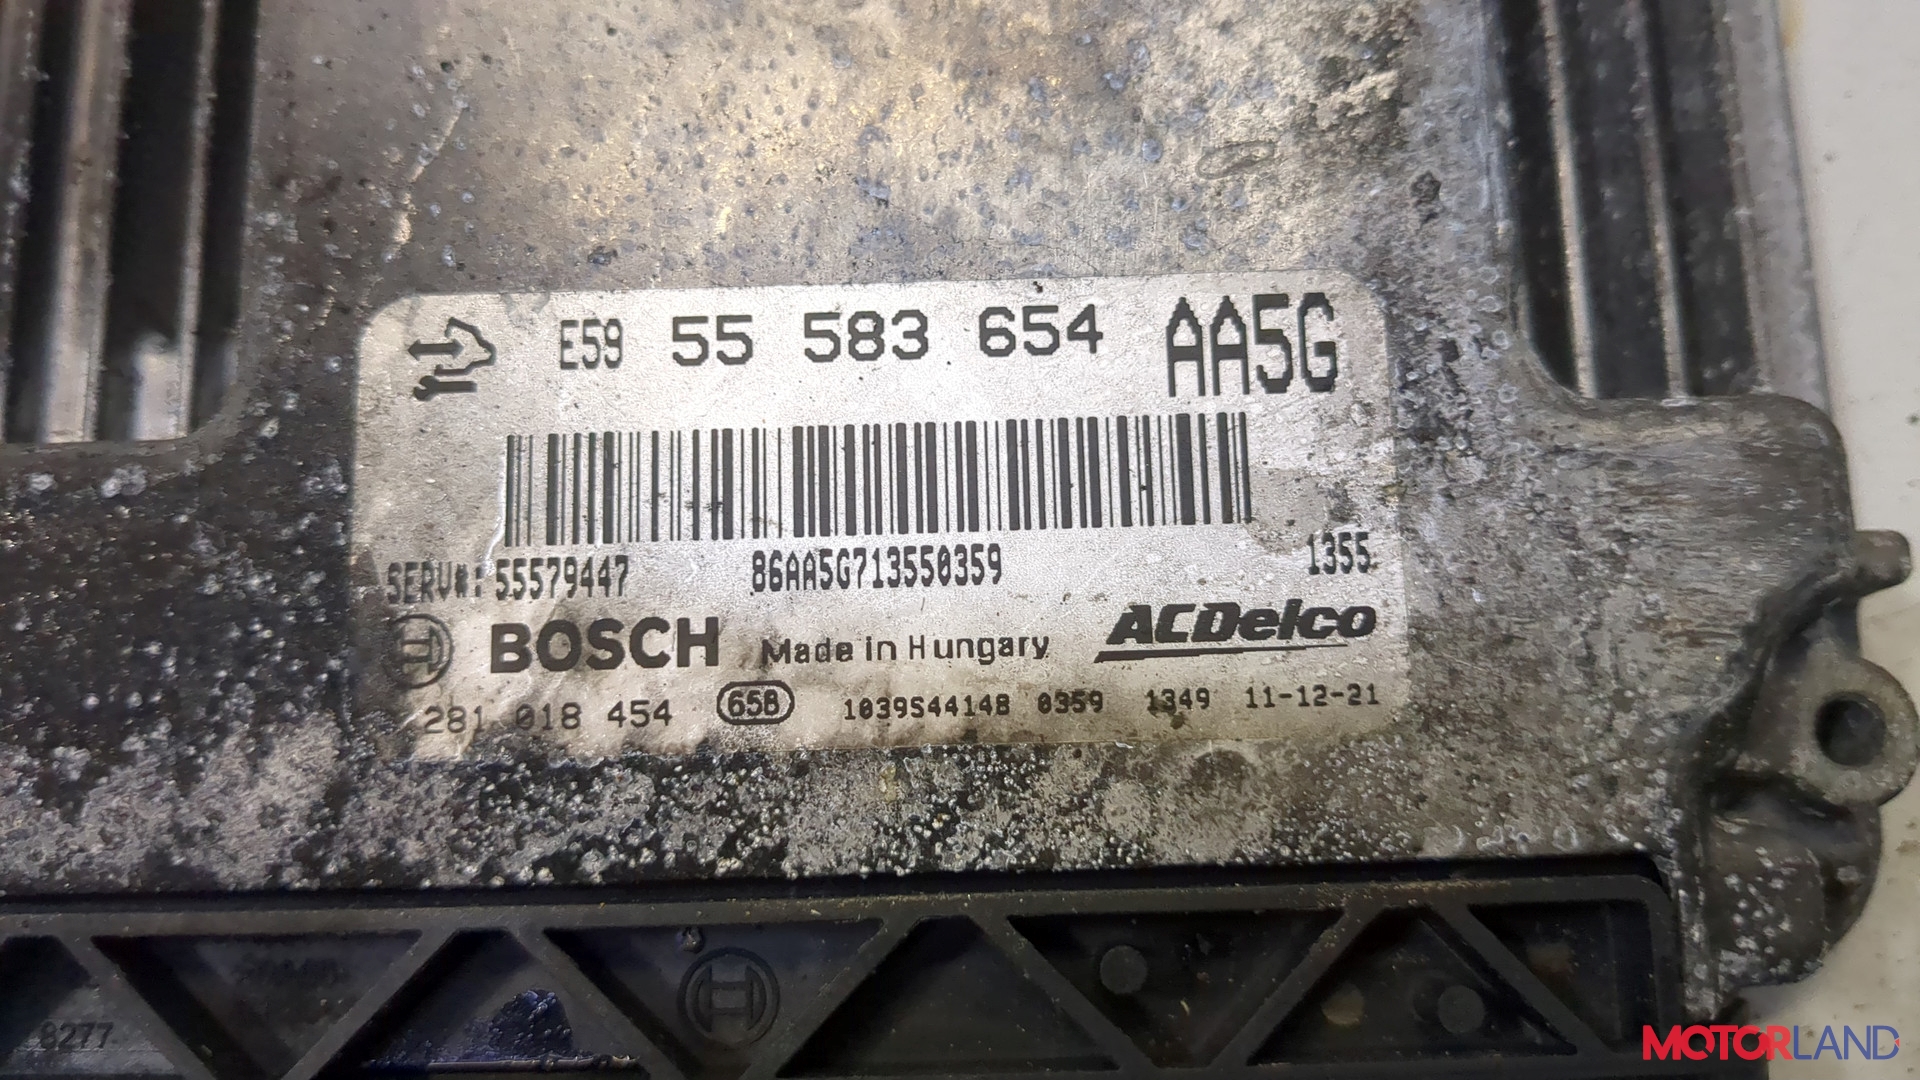 E59 55 583 654 AA5G
SERV#: 55579447 86AA5G713550359 1355
BOSCH Made in Hungary ACDelco
281 018 454 65B 1039S44148 0359 1349 11-12-21
8277
MOTORLAND